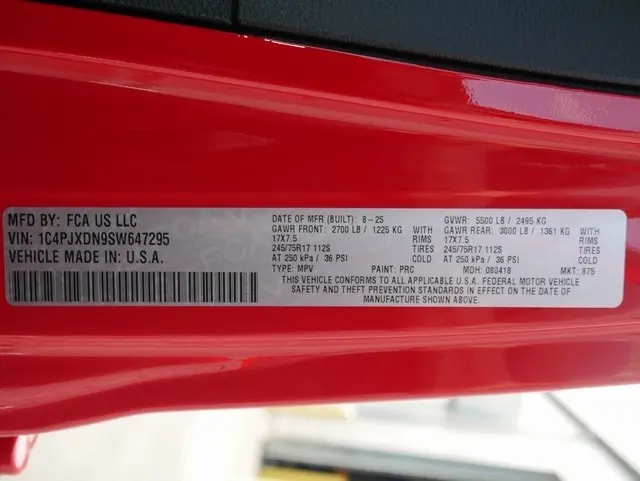 MFD BY: FCA US LLC
VIN: 1C4PJXDN9SW647295
VEHICLE MADE IN: U.S.A.
DATE OF MFR (BUILT): 8-25 GVWR: 5500 LB / 2495 KG
GAWR FRONT: 2700 LB / 1225 KG WITH GAWR REAR: 3000 LB / 1361 KG WITH
17X7.5 RIMS 17X7.5 RIMS
245/75R17 112S TIRES 245/75R17 112S TIRES
AT 250 kPa / 36 PSI COLD AT 250 kPa / 36 PSI COLD
TYPE: MPV PAINT: PRC MDH: 080418 MKT: 875
THIS VEHICLE CONFORMS TO ALL APPLICABLE U.S.A. FEDERAL MOTOR VEHICLE
SAFETY AND THEFT PREVENTION STANDARDS IN EFFECT ON THE DATE OF
MANUFACTURE SHOWN ABOVE.